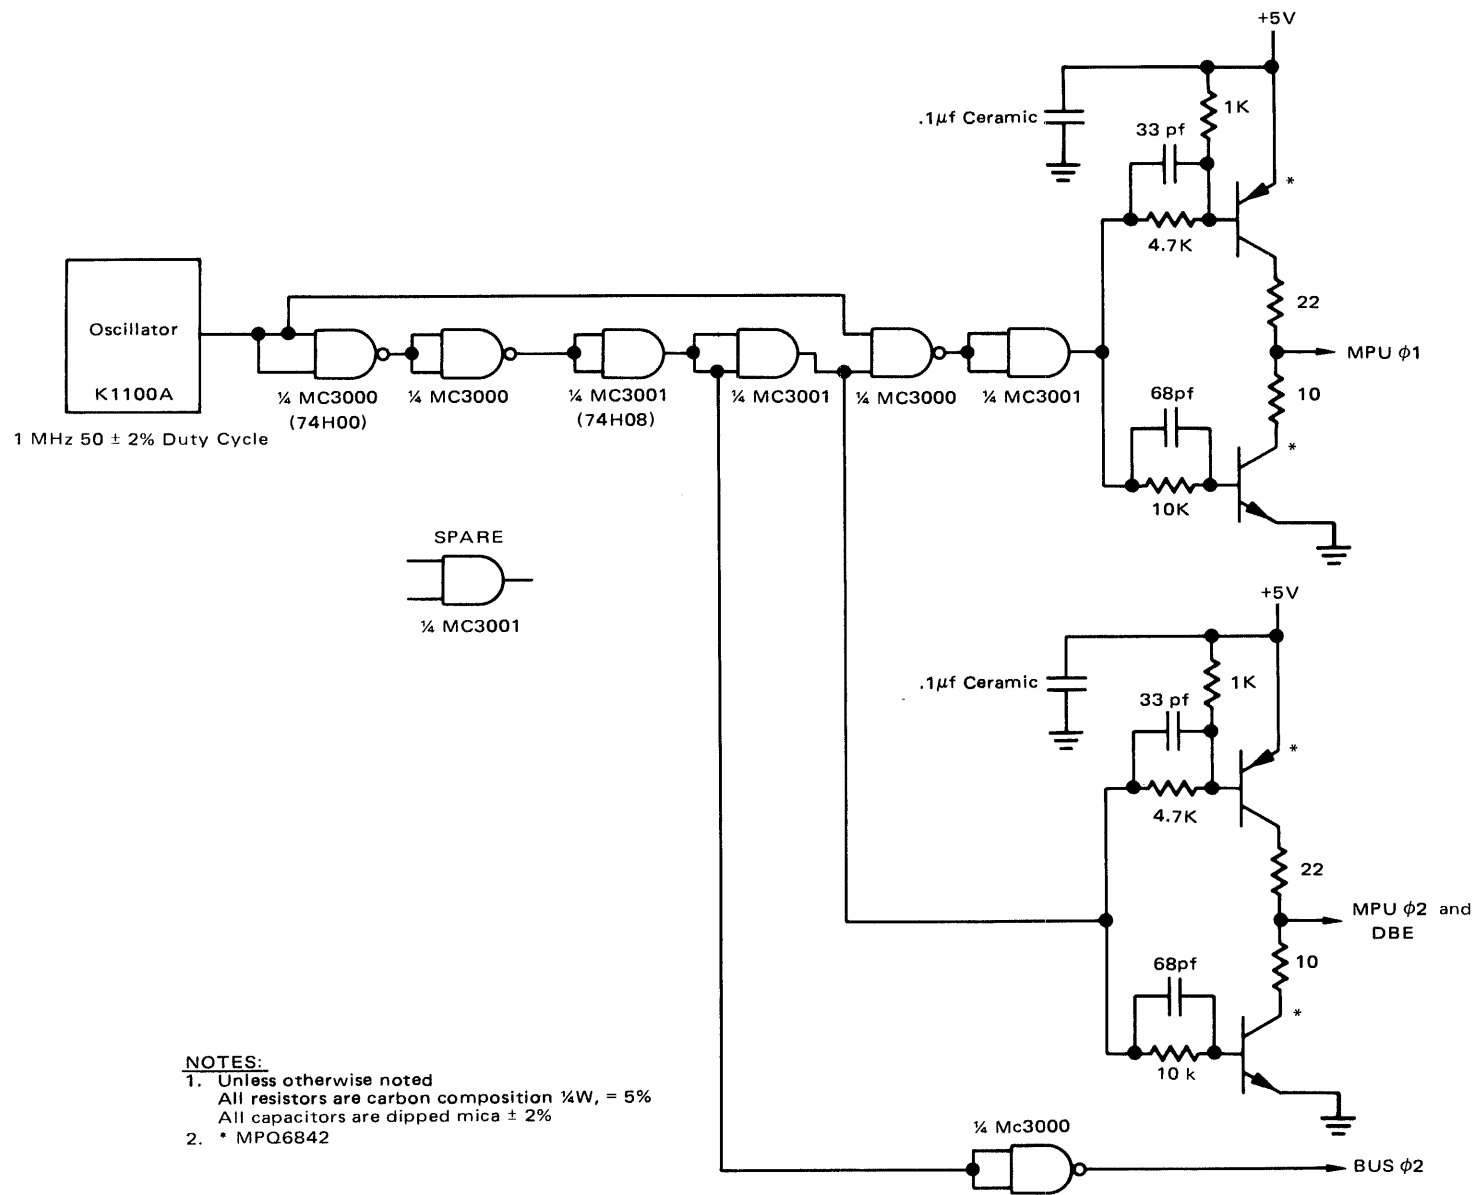 +5V
1K
.1μf Ceramic
33 pf
*
4.7K
22
Oscillator
MPU ϕ1
K1100A
¼ MC3000
(74H00)
¼ MC3000
¼ MC3001
(74H08)
¼ MC3001
¼ MC3000
¼ MC3001
68pf
10
1 MHz 50 ± 2% Duty Cycle
*
10K
SPARE
¼ MC3001
+5V
.1μf Ceramic
1K
33 pf
*
4.7K
22
MPU ϕ2 and
DBE
68pf
10
*
10 k
NOTES:
1. Unless otherwise noted
All resistors are carbon composition ¼W, = 5%
All capacitors are dipped mica ± 2%
2. * MPQ6842
¼ Mc3000
BUS ϕ2